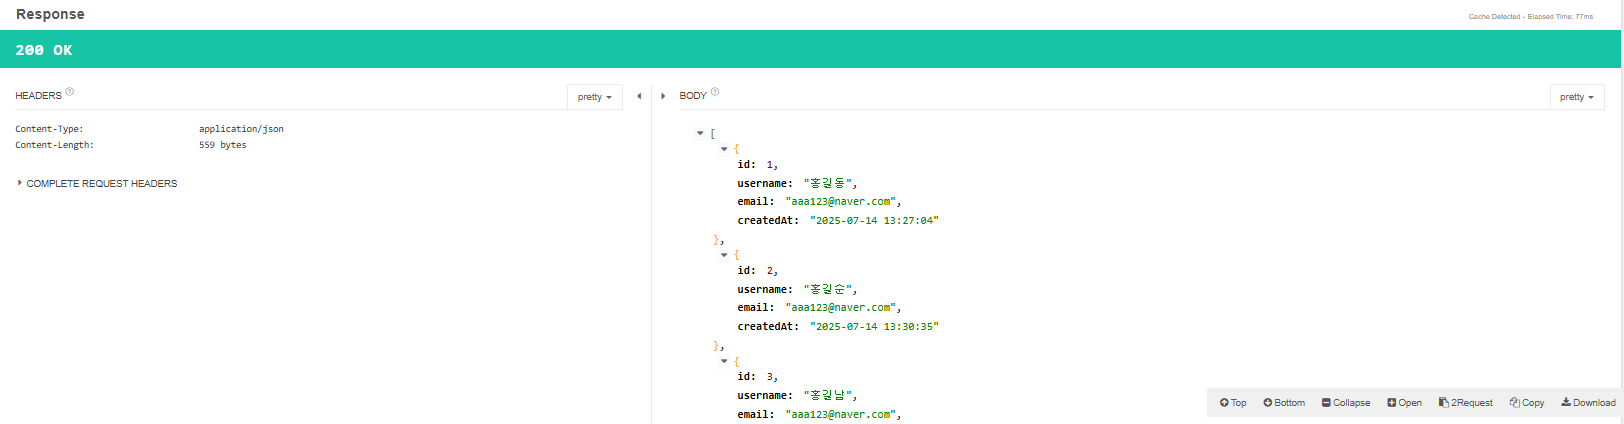 Response
Cache Detected - Elapsed Time: 77ms
200 OK
HEADERS ?
pretty
Content-Type: application/json
Content-Length: 559 bytes
COMPLETE REQUEST HEADERS
BODY ?
pretty
[
{
id: 1,
username: "홍길동",
email: "aaa123@naver.com",
createdAt: "2025-07-14 13:27:04"
},
{
id: 2,
username: "홍길순",
email: "aaa123@naver.com",
createdAt: "2025-07-14 13:30:35"
},
{
id: 3,
username: "홍길남",
email: "aaa123@naver.com",
Top Bottom Collapse Open 2Request Copy Download